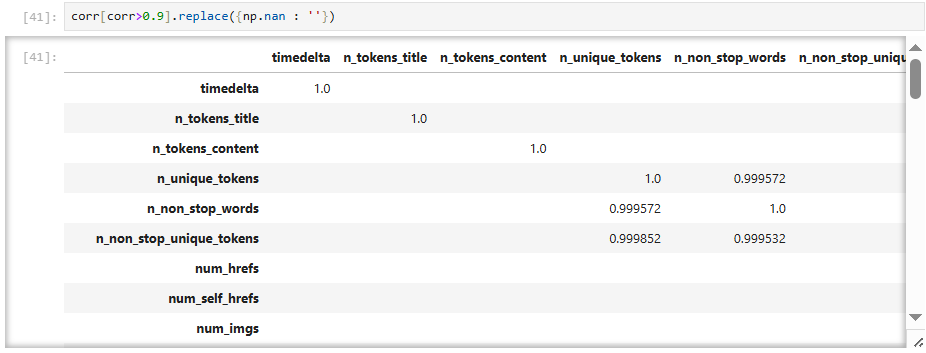 [41]: corr[corr>0.9].replace({np.nan : ''})
[41]: timedelta n_tokens_title n_tokens_content n_unique_tokens n_non_stop_words n_non_stop_uniqu
timedelta 1.0
n_tokens_title 1.0
n_tokens_content 1.0
n_unique_tokens 1.0 0.999572
n_non_stop_words 0.999572 1.0
n_non_stop_unique_tokens 0.999852 0.999532
num_hrefs
num_self_hrefs
num_imgs